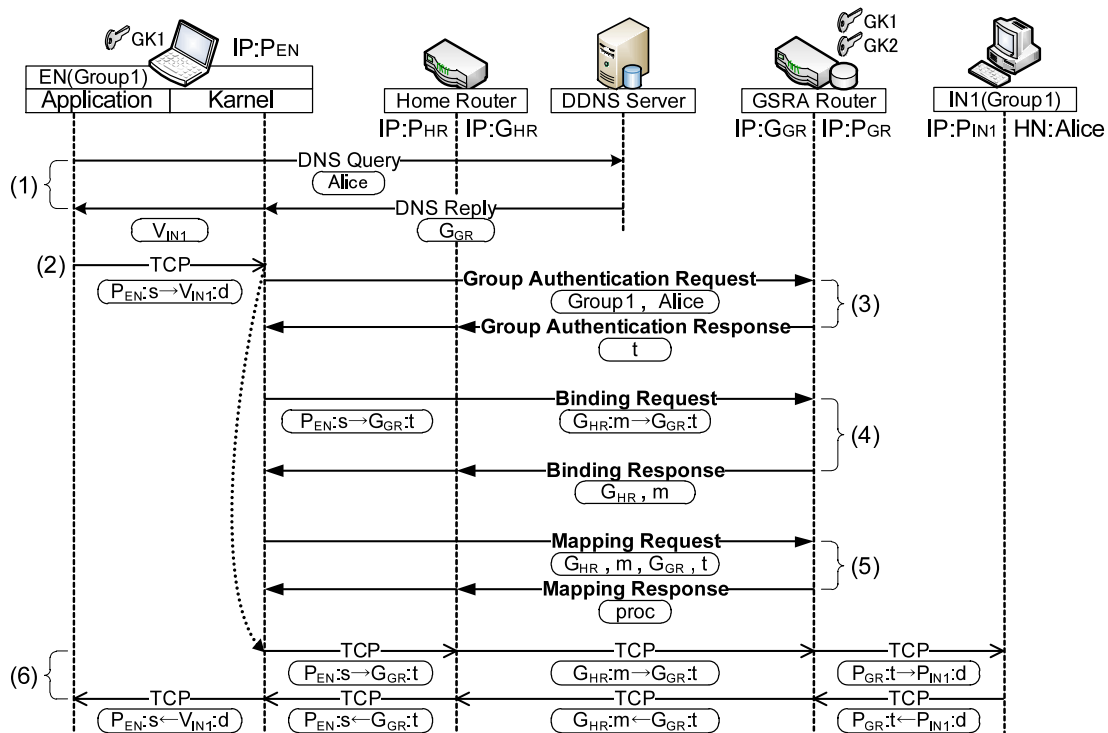 GK1
IP:PEN
GK1
GK2
EN(Group1)
Application
Karnel
Home Router
DDNS Server
GSRA Router
IN1(Group1)
IP:PHR
IP:GHR
IP:GGR
IP:PGR
IP:PIN1
HN:Alice
(1)
DNS Query
Alice
DNS Reply
VIN1
GGR
(2)
TCP
PEN:s→VIN1:d
Group Authentication Request
Group1 , Alice
(3)
Group Authentication Response
t
Binding Request
PEN:s→GGR:t
GHR:m→GGR:t
(4)
Binding Response
GHR , m
Mapping Request
GHR , m , GGR , t
(5)
Mapping Response
proc
(6)
TCP
TCP
TCP
PEN:s→GGR:t
GHR:m→GGR:t
PGR:t→PIN1:d
TCP
TCP
TCP
TCP
PEN:s←VIN1:d
PEN:s←GGR:t
GHR:m←GGR:t
PGR:t←PIN1:d